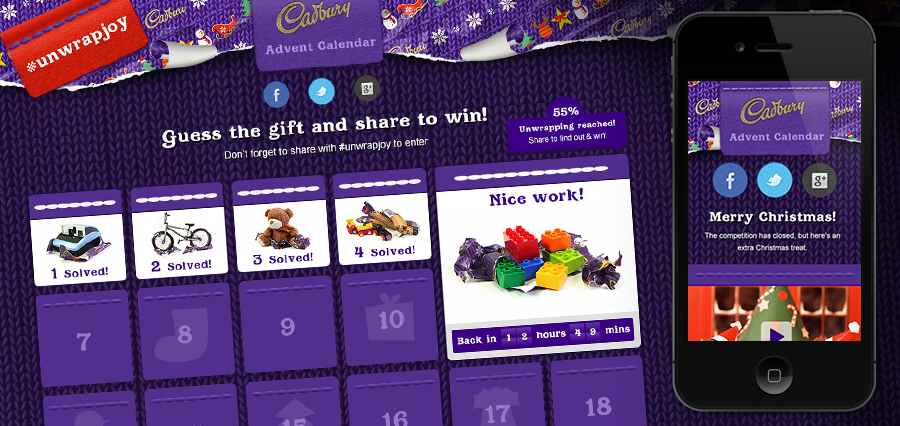 #unwrapjoy
Cadbury
Cadbury
Cadbury
Advent Calendar
Guess the gift and share to win!
Don't forget to share with #unwrapjoy to enter
55%
Unwrapping reached!
Share to find out & win!
1 Solved!
2 Solved!
3 Solved!
4 Solved!
Nice work!
Back in 1 2 hours 4 9 mins
7
8
9
10
15
16
17
18
Cadbury
Advent Calendar
f
g+
f
g+
Merry Christmas!
The competition has closed, but here's an
extra Christmas treat.